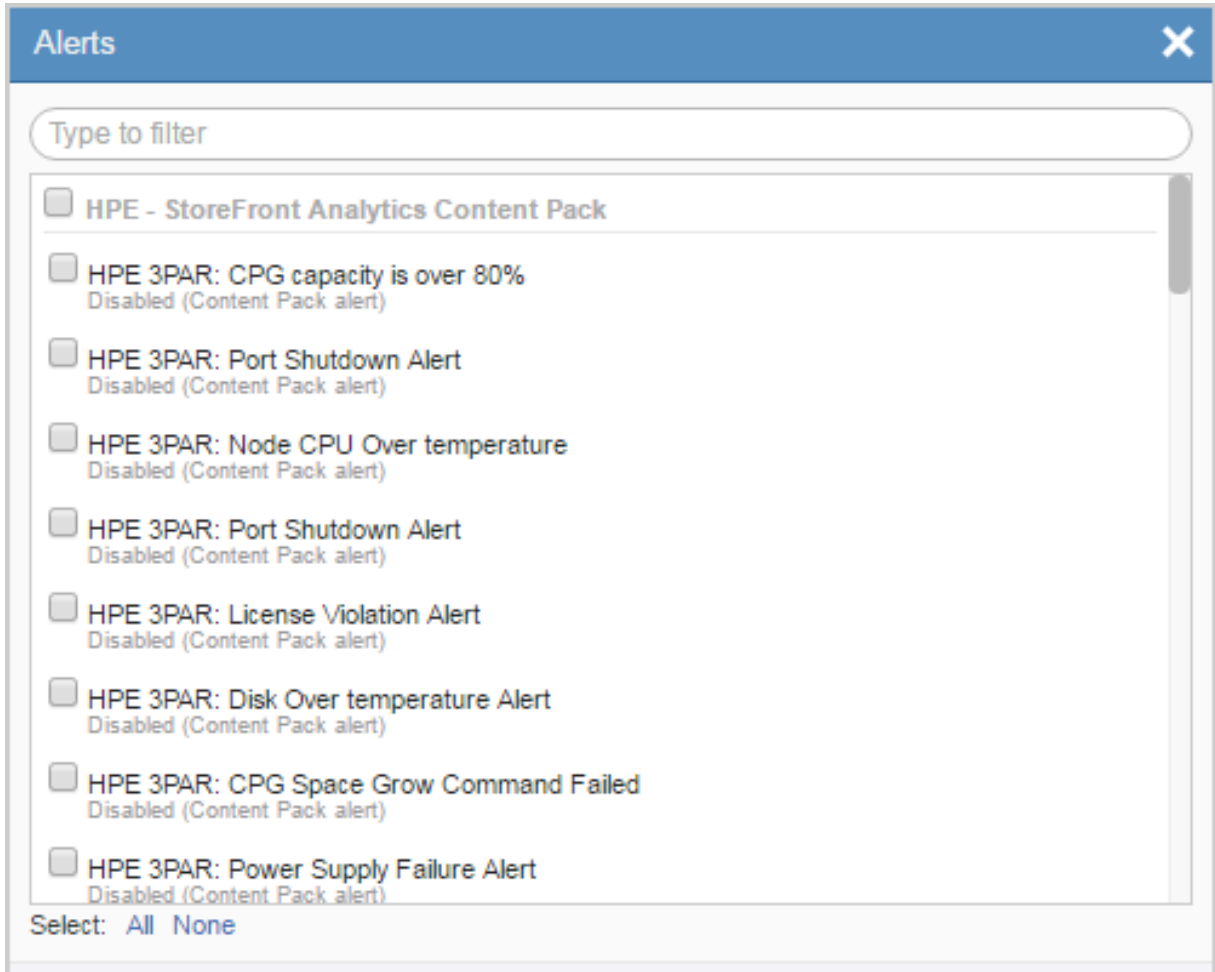 Alerts
Type to filter
HPE - StoreFront Analytics Content Pack
HPE 3PAR: CPG capacity is over 80%
Disabled (Content Pack alert)
HPE 3PAR: Port Shutdown Alert
Disabled (Content Pack alert)
HPE 3PAR: Node CPU Over temperature
Disabled (Content Pack alert)
HPE 3PAR: Port Shutdown Alert
Disabled (Content Pack alert)
HPE 3PAR: License Violation Alert
Disabled (Content Pack alert)
HPE 3PAR: Disk Over temperature Alert
Disabled (Content Pack alert)
HPE 3PAR: CPG Space Grow Command Failed
Disabled (Content Pack alert)
HPE 3PAR: Power Supply Failure Alert
Disabled (Content Pack alert)
Select: All None